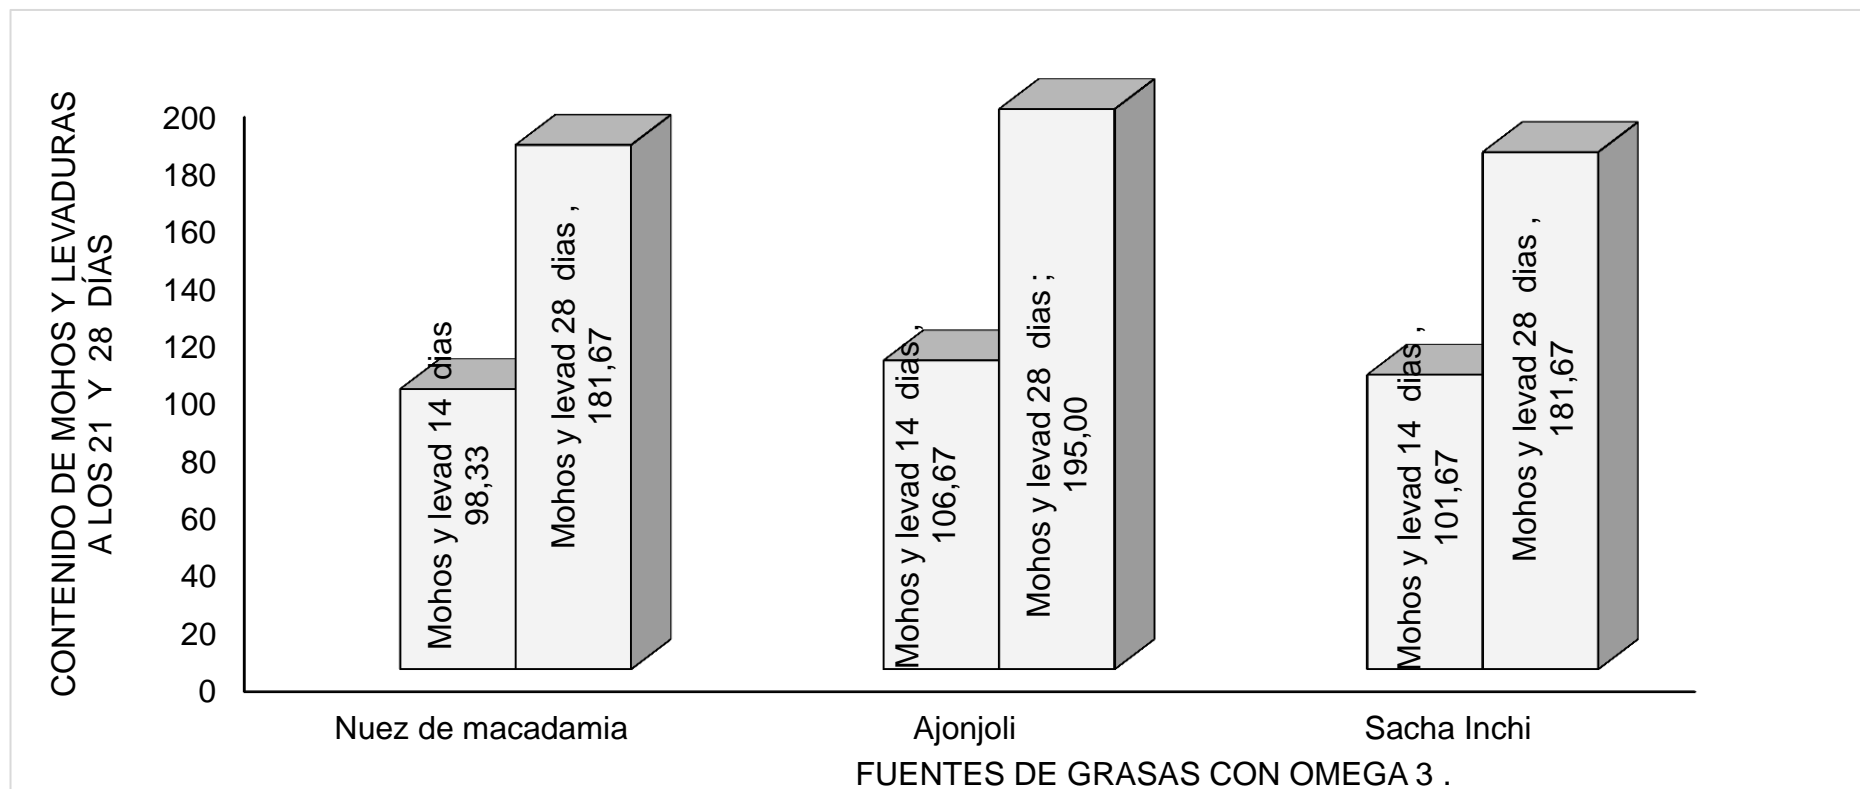 CONTENIDO DE MOHOS Y LEVADURAS
A LOS 21 Y 28 DÍAS
200
180
160
140
120
100
80
60
40
20
0
Mohos y levad 14 dias
98,33
Mohos y levad 28 dias ,
181,67
Mohos y levad 14 dias ,
106,67
Mohos y levad 28 dias ;
195,00
Mohos y levad 14 dias ,
101,67
Mohos y levad 28 dias ,
181,67
Nuez de macadamia
Ajonjoli
Sacha Inchi
FUENTES DE GRASAS CON OMEGA 3 .